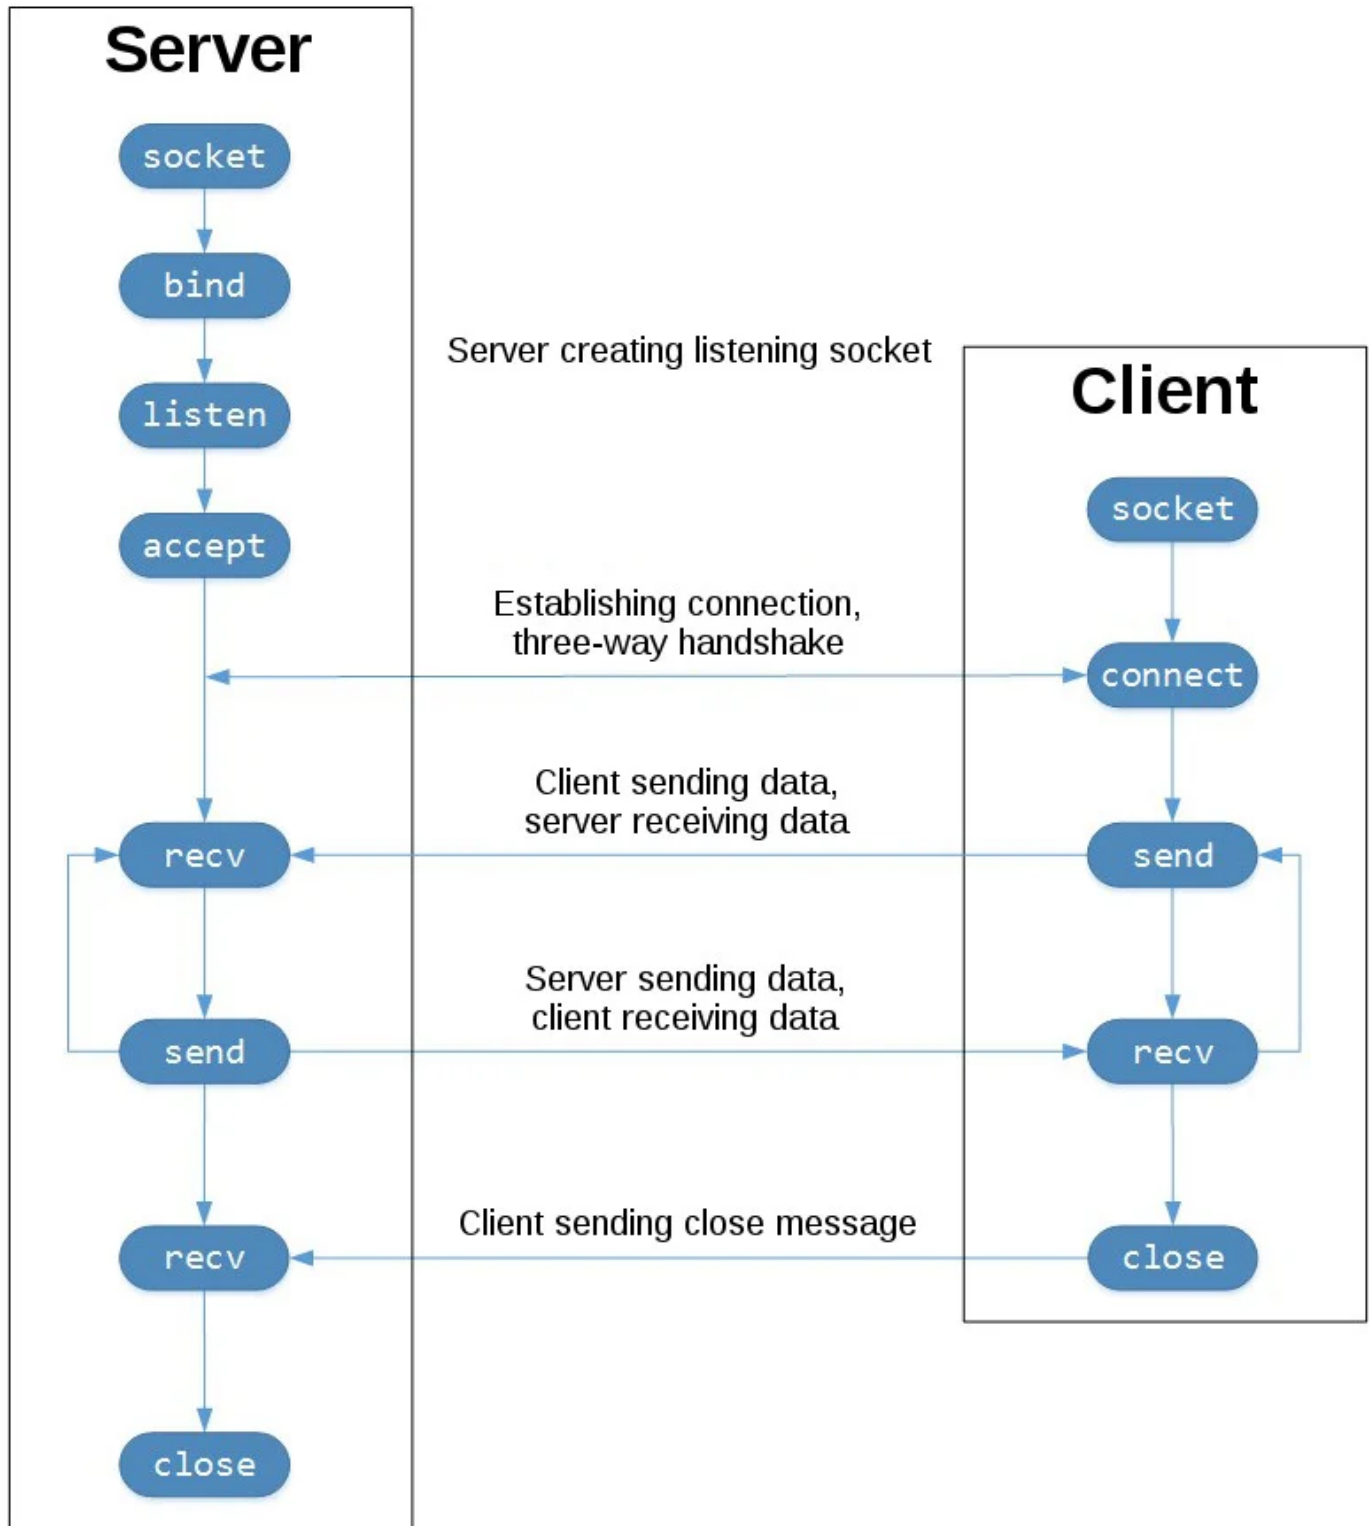 Server
socket
bind
listen
accept
recv
send
recv
close
Server creating listening socket
Establishing connection,
three-way handshake
Client sending data,
server receiving data
Server sending data,
client receiving data
Client sending close message
Client
socket
connect
send
recv
close